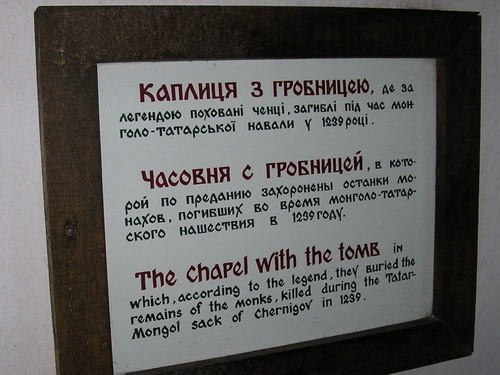 Каплиця з гробницею, де за
легендою поховані ченці, загиблі під час мон-
голо-татарської навали у 1239 році.
Часовня с гробницей, в кото-
рой по преданию захоронены останки мо-
нахов, погибших во время монголо-татар-
ского нашествия в 1239 году.
The chapel with the tomb in
which, according to the legend, they buried the
remains of the monks, killed during the Tatar-
Mongol sack of Chernigov in 1239.